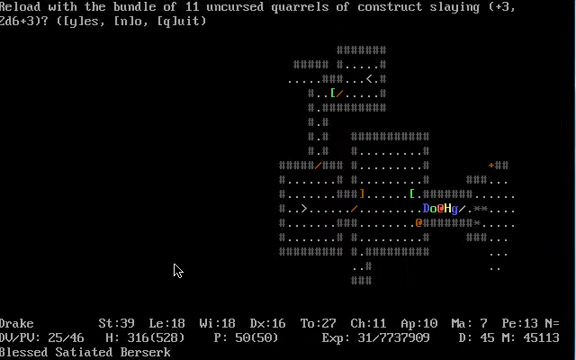 Reload with the bundle of 11 uncursed quarrels of construct slaying (+3,
2d6+3)? ([y]es, [n]o, [q]uit)
#######
##### #.....#
.....###...<.#
#..[/.....#
#.########
#.#
#.# ###########
#.# #.........#
#####/### #.........# +##
#.......# #.........# ###...
#.......###]......[.#######......
#..>....../........Do@Hg/.**....
#.......###........@#######*....
#.......# #.........# ###...
######### #.######### ...
..# ..
###
Drake St:39 Le:18 Wi:18 Dx:16 To:27 Ch:11 Ap:10 Ma: 7 Pe:13 N=
DV/PV: 25/46 H: 316(528) P: 50(50) Exp: 31/7737909 D: 45 M: 45113
Blessed Satiated Berserk